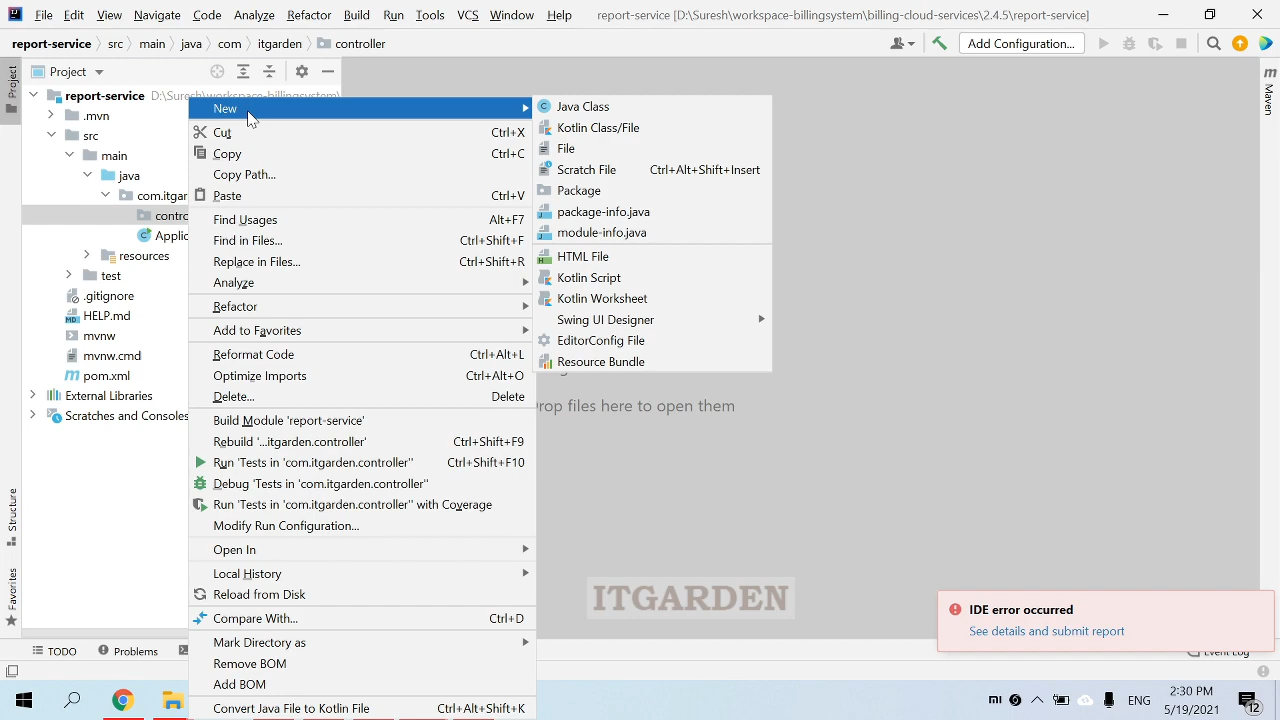 File Edit View Navigate Code Analyze Refactor Build Run Tools VCS Window Help report-service [D:\Suresh\workspace-billingsystem\billing-cloud-services\2.4.5\report-service]
report-service src main java com itgarden controller Add Configuration...
Project
Project
report-service D:\Suresh\workspace-billingsystem\
.mvn
src
main
java
com.itgar
contro
Applic
resources
test
.gitignore
HELP.md
mvnw
mvnw.cmd
pom.xml
External Libraries
Scratches and Consoles
New
Cut Ctrl+X
Copy Ctrl+C
Copy Path...
Paste Ctrl+V
Find Usages Alt+F7
Find in Files... Ctrl+Shift+F
Replace in Files... Ctrl+Shift+R
Analyze
Refactor
Add to Favorites
Reformat Code Ctrl+Alt+L
Optimize Imports Ctrl+Alt+O
Delete... Delete
Build Module 'report-service'
Rebuild '...itgarden.controller' Ctrl+Shift+F9
Run 'Tests in 'com.itgarden.controller'' Ctrl+Shift+F10
Debug 'Tests in 'com.itgarden.controller''
Run 'Tests in 'com.itgarden.controller'' with Coverage
Modify Run Configuration...
Open In
Local History
Reload from Disk
Compare With... Ctrl+D
Mark Directory as
Remove BOM
Add BOM
Convert Java File to Kotlin File Ctrl+Alt+Shift+K
Java Class
Kotlin Class/File
File
Scratch File Ctrl+Alt+Shift+Insert
Package
package-info.java
module-info.java
HTML File
Kotlin Script
Kotlin Worksheet
Swing UI Designer
EditorConfig File
Resource Bundle
Drop files here to open them
Maven
Structure
Favorites
ITGARDEN
IDE error occurred
See details and submit report
TODO Problems Event Log
ENG 2:30 PM
5/19/2021 12